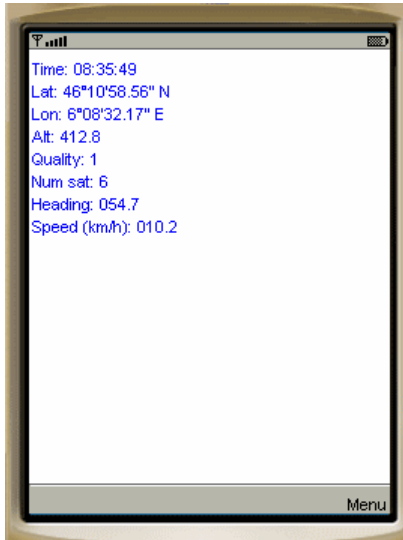 Time: 08:35:49
Lat: 46°10'58.56" N
Lon: 6°08'32.17" E
Alt: 412.8
Quality: 1
Num sat: 6
Heading: 054.7
Speed (km/h): 010.2
Menu